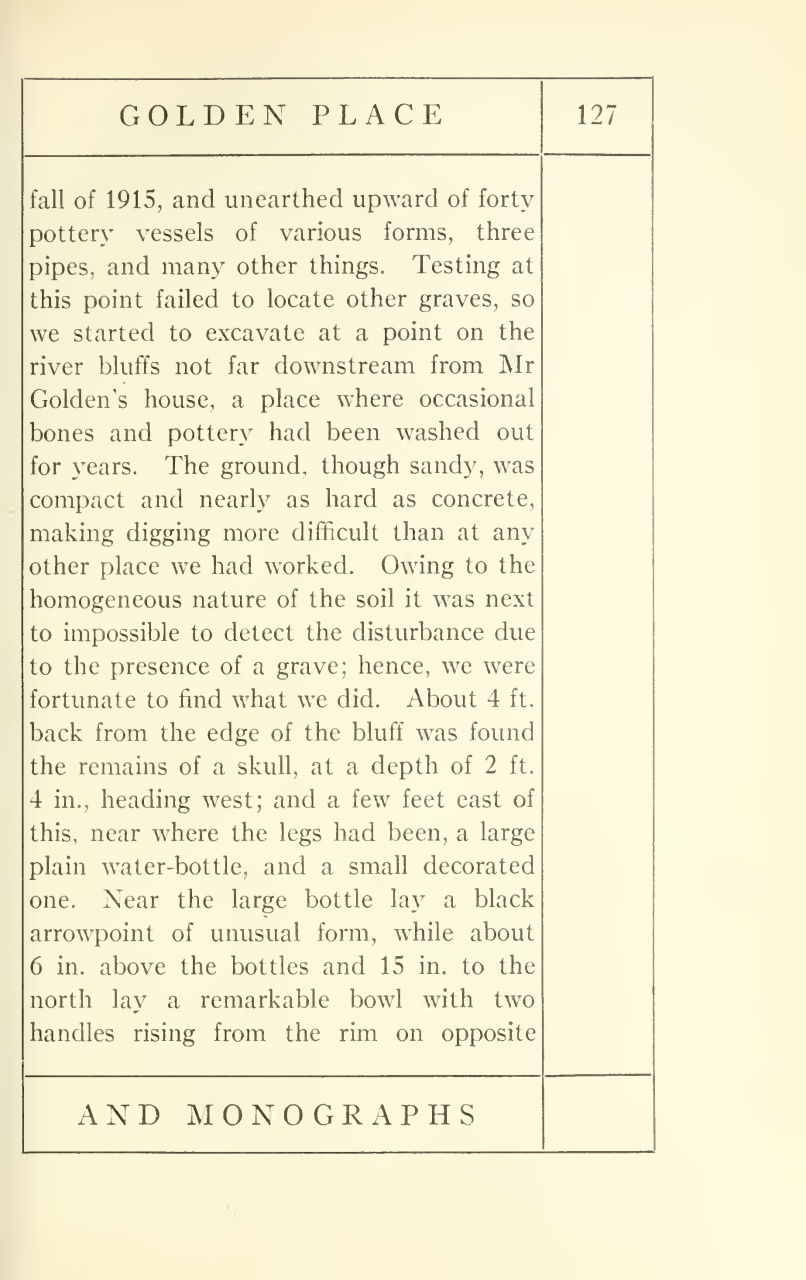 GOLDEN PLACE 127
fall of 1915, and unearthed upward of forty
pottery vessels of various forms, three
pipes, and many other things. Testing at
this point failed to locate other graves, so
we started to excavate at a point on the
river bluffs not far downstream from Mr
Golden's house, a place where occasional
bones and pottery had been washed out
for years. The ground, though sandy, was
compact and nearly as hard as concrete,
making digging more difficult than at any
other place we had worked. Owing to the
homogeneous nature of the soil it was next
to impossible to detect the disturbance due
to the presence of a grave; hence, we were
fortunate to find what we did. About 4 ft.
back from the edge of the bluff was found
the remains of a skull, at a depth of 2 ft.
4 in., heading west; and a few feet east of
this, near where the legs had been, a large
plain water-bottle, and a small decorated
one. Near the large bottle lay a black
arrowpoint of unusual form, while about
6 in. above the bottles and 15 in. to the
north lay a remarkable bowl with two
handles rising from the rim on opposite
AND MONOGRAPHS